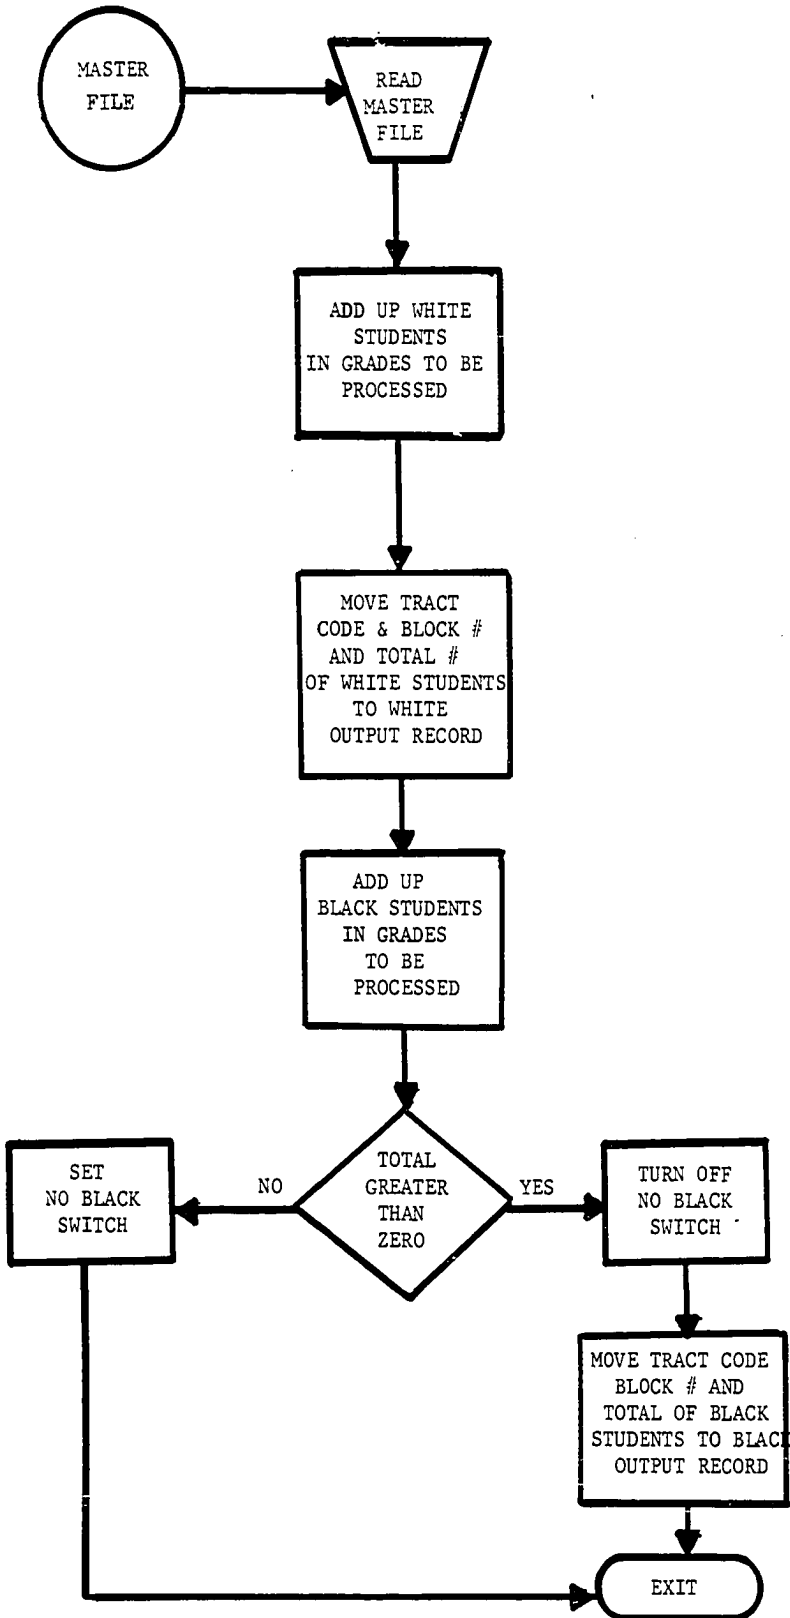 MASTER
FILE
READ
MASTER
FILE
ADD UP WHITE
STUDENTS
IN GRADES TO BE
PROCESSED
MOVE TRACT
CODE & BLOCK #
AND TOTAL #
OF WHITE STUDENTS
TO WHITE
OUTPUT RECORD
ADD UP
BLACK STUDENTS
IN GRADES
TO BE
PROCESSED
TOTAL
GREATER
THAN
ZERO
NO
YES
SET
NO BLACK
SWITCH
TURN OFF
NO BLACK
SWITCH
MOVE TRACT CODE
BLOCK # AND
TOTAL OF BLACK
STUDENTS TO BLACK
OUTPUT RECORD
EXIT